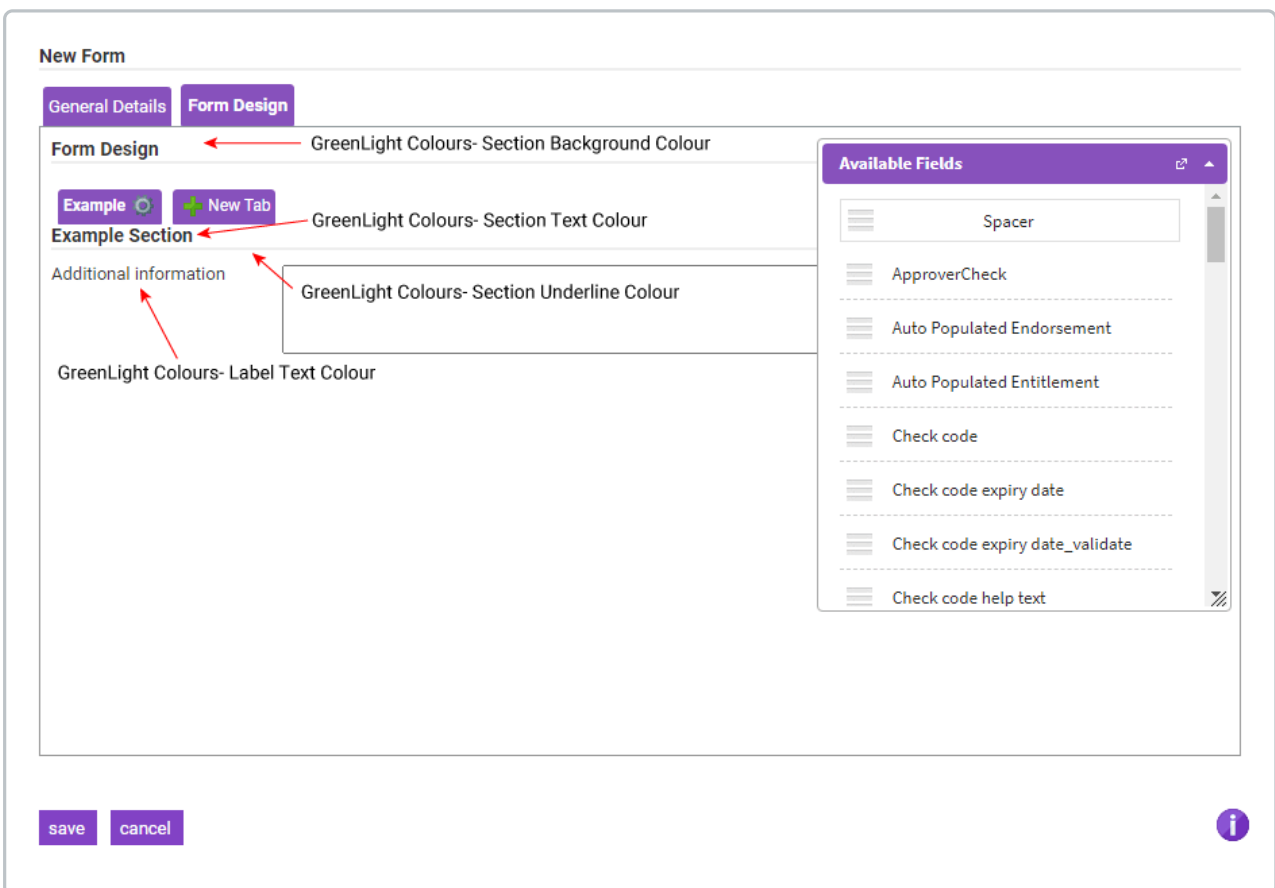 New Form
General Details
Form Design
Form Design
GreenLight Colours- Section Background Colour
Example
New Tab
GreenLight Colours- Section Text Colour
Example Section
Additional information
GreenLight Colours- Section Underline Colour
GreenLight Colours- Label Text Colour
Available Fields
Spacer
ApproverCheck
Auto Populated Endorsement
Auto Populated Entitlement
Check code
Check code expiry date
Check code expiry date_validate
Check code help text
save
cancel
i